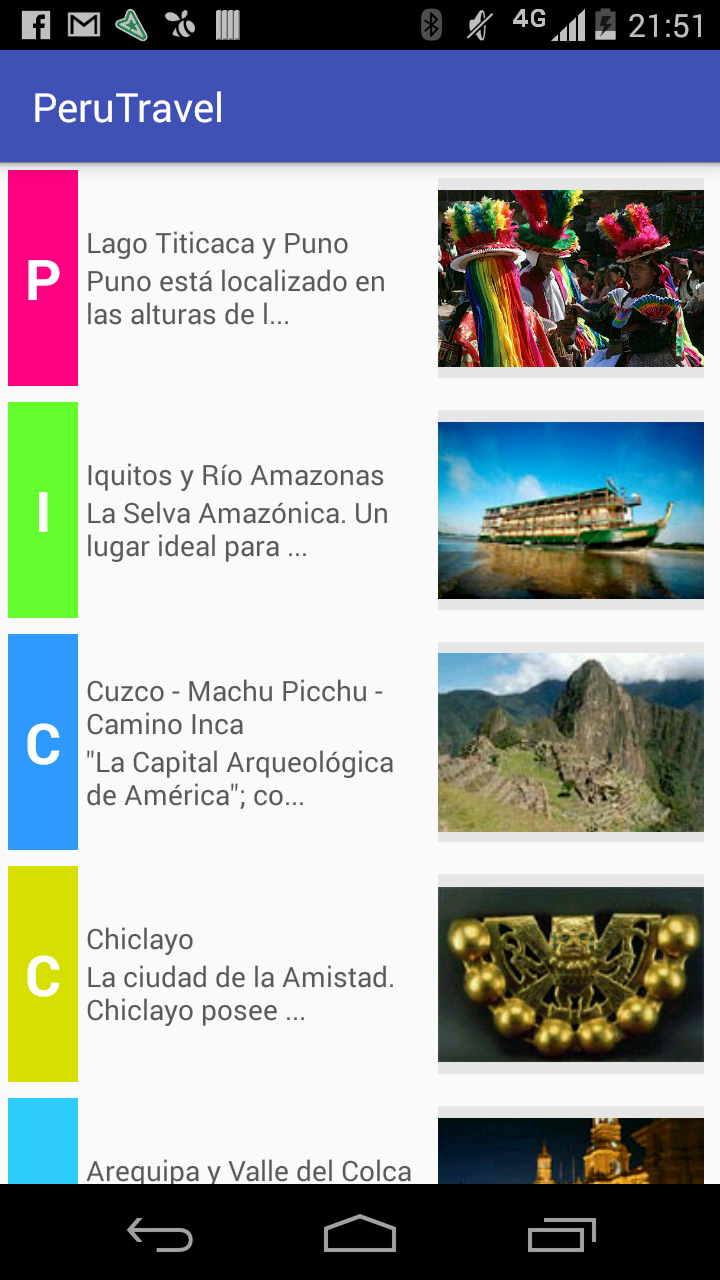 4G 21:51
PeruTravel
P
Lago Titicaca y Puno
Puno está localizado en
las alturas de l...
I
Iquitos y Río Amazonas
La Selva Amazónica. Un
lugar ideal para ...
C
Cuzco - Machu Picchu -
Camino Inca
"La Capital Arqueológica
de América"; co...
C
Chiclayo
La ciudad de la Amistad.
Chiclayo posee ...
Arequipa y Valle del Colca